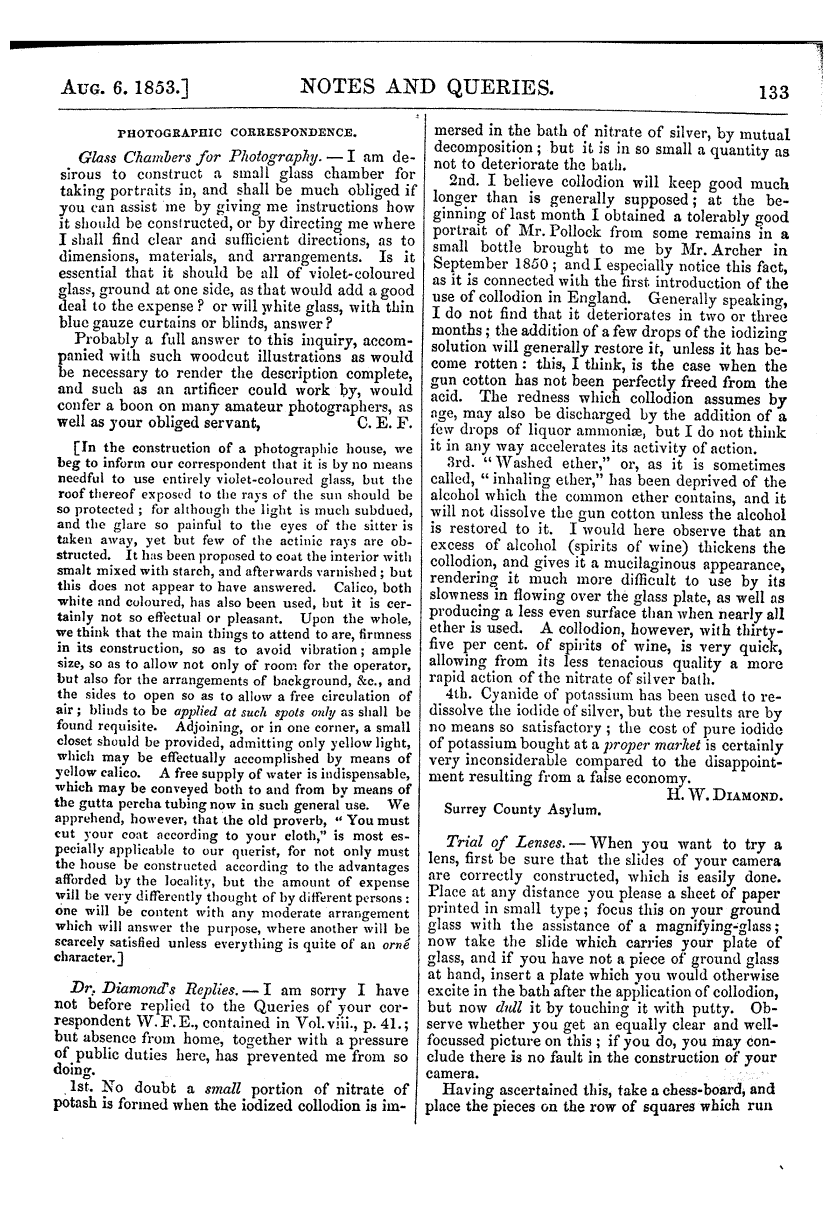 AUG. 6. 1853.] NOTES AND QUERIES. 133
PHOTOGRAPHIC CORRESPONDENCE.
Glass Chambers for Photography. — I am de-
sirous to construct a small glass chamber for
taking portraits in, and shall be much obliged if
you can assist me by giving me instructions how
it should be constructed, or by directing me where
I shall find clear and sufficient directions, as to
dimensions, materials, and arrangements. Is it
essential that it should be all of violet-coloured
glass, ground at one side, as that would add a good
deal to the expense? or will white glass, with thin
blue gauze curtains or blinds, answer?
Probably a full answer to this inquiry, accom-
panied with such woodcut illustrations as would
be necessary to render the description complete,
and such as an artificer could work by, would
confer a boon on many amateur photographers, as
well as your obliged servant, C. E. F.
[In the construction of a photographic house, we
beg to inform our correspondent that it is by no means
needful to use entirely violet-coloured glass, but the
roof thereof exposed to the rays of the sun should be
so protected; for although the light is much subdued,
and the glare so painful to the eyes of the sitter is
taken away, yet but few of the actinic rays are ob-
structed. It has been proposed to coat the interior with
smalt mixed with starch, and afterwards varnished; but
this does not appear to have answered. Calico, both
white and coloured, has also been used, but it is cer-
tainly not so effectual or pleasant. Upon the whole,
we think that the main things to attend to are, firmness
in its construction, so as to avoid vibration; ample
size, so as to allow not only of room for the operator,
but also for the arrangements of background, &c., and
the sides to open so as to allow a free circulation of
air; blinds to be applied at such spots only as shall be
found requisite. Adjoining, or in one corner, a small
closet should be provided, admitting only yellow light,
which may be effectually accomplished by means of
yellow calico. A free supply of water is indispensable,
which may be conveyed both to and from by means of
the gutta percha tubing now in such general use. We
apprehend, however, that the old proverb, “You must
cut your coat according to your cloth,” is most es-
pecially applicable to our querist, for not only must
the house be constructed according to the advantages
afforded by the locality, but the amount of expense
will be very differently thought of by different persons:
one will be content with any moderate arrangement
which will answer the purpose, where another will be
scarcely satisfied unless everything is quite of an orné
character.]
Dr. Diamond's Replies. — I am sorry I have
not before replied to the Queries of your cor-
respondent W. F. E., contained in Vol. viii., p. 41.;
but absence from home, together with a pressure
of public duties here, has prevented me from so
doing.
1st. No doubt a small portion of nitrate of
potash is formed when the iodized collodion is im-
mersed in the bath of nitrate of silver, by mutual
decomposition; but it is in so small a quantity as
not to deteriorate the bath.
2nd. I believe collodion will keep good much
longer than is generally supposed; at the be-
ginning of last month I obtained a tolerably good
portrait of Mr. Pollock from some remains in a
small bottle brought to me by Mr. Archer in
September 1850; and I especially notice this fact,
as it is connected with the first introduction of the
use of collodion in England. Generally speaking,
I do not find that it deteriorates in two or three
months; the addition of a few drops of the iodizing
solution will generally restore it, unless it has be-
come rotten: this, I think, is the case when the
gun cotton has not been perfectly freed from the
acid. The redness which collodion assumes by
age, may also be discharged by the addition of a
few drops of liquor ammoniæ, but I do not think
it in any way accelerates its activity of action.
3rd. “Washed ether,” or, as it is sometimes
called, “inhaling ether,” has been deprived of the
alcohol which the common ether contains, and it
will not dissolve the gun cotton unless the alcohol
is restored to it. I would here observe that an
excess of alcohol (spirits of wine) thickens the
collodion, and gives it a mucilaginous appearance,
rendering it much more difficult to use by its
slowness in flowing over the glass plate, as well as
producing a less even surface than when nearly all
ether is used. A collodion, however, with thirty-
five per cent. of spirits of wine, is very quick,
allowing from its less tenacious quality a more
rapid action of the nitrate of silver bath.
4th. Cyanide of potassium has been used to re-
dissolve the iodide of silver, but the results are by
no means so satisfactory; the cost of pure iodide
of potassium bought at a proper market is certainly
very inconsiderable compared to the disappoint-
ment resulting from a false economy.
H. W. DIAMOND.
Surrey County Asylum.
Trial of Lenses. — When you want to try a
lens, first be sure that the slides of your camera
are correctly constructed, which is easily done.
Place at any distance you please a sheet of paper
printed in small type; focus this on your ground
glass with the assistance of a magnifying-glass;
now take the slide which carries your plate of
glass, and if you have not a piece of ground glass
at hand, insert a plate which you would otherwise
excite in the bath after the application of collodion,
but now dull it by touching it with putty. Ob-
serve whether you get an equally clear and well-
focussed picture on this; if you do, you may con-
clude there is no fault in the construction of your
camera.
Having ascertained this, take a chess-board, and
place the pieces on the row of squares which run